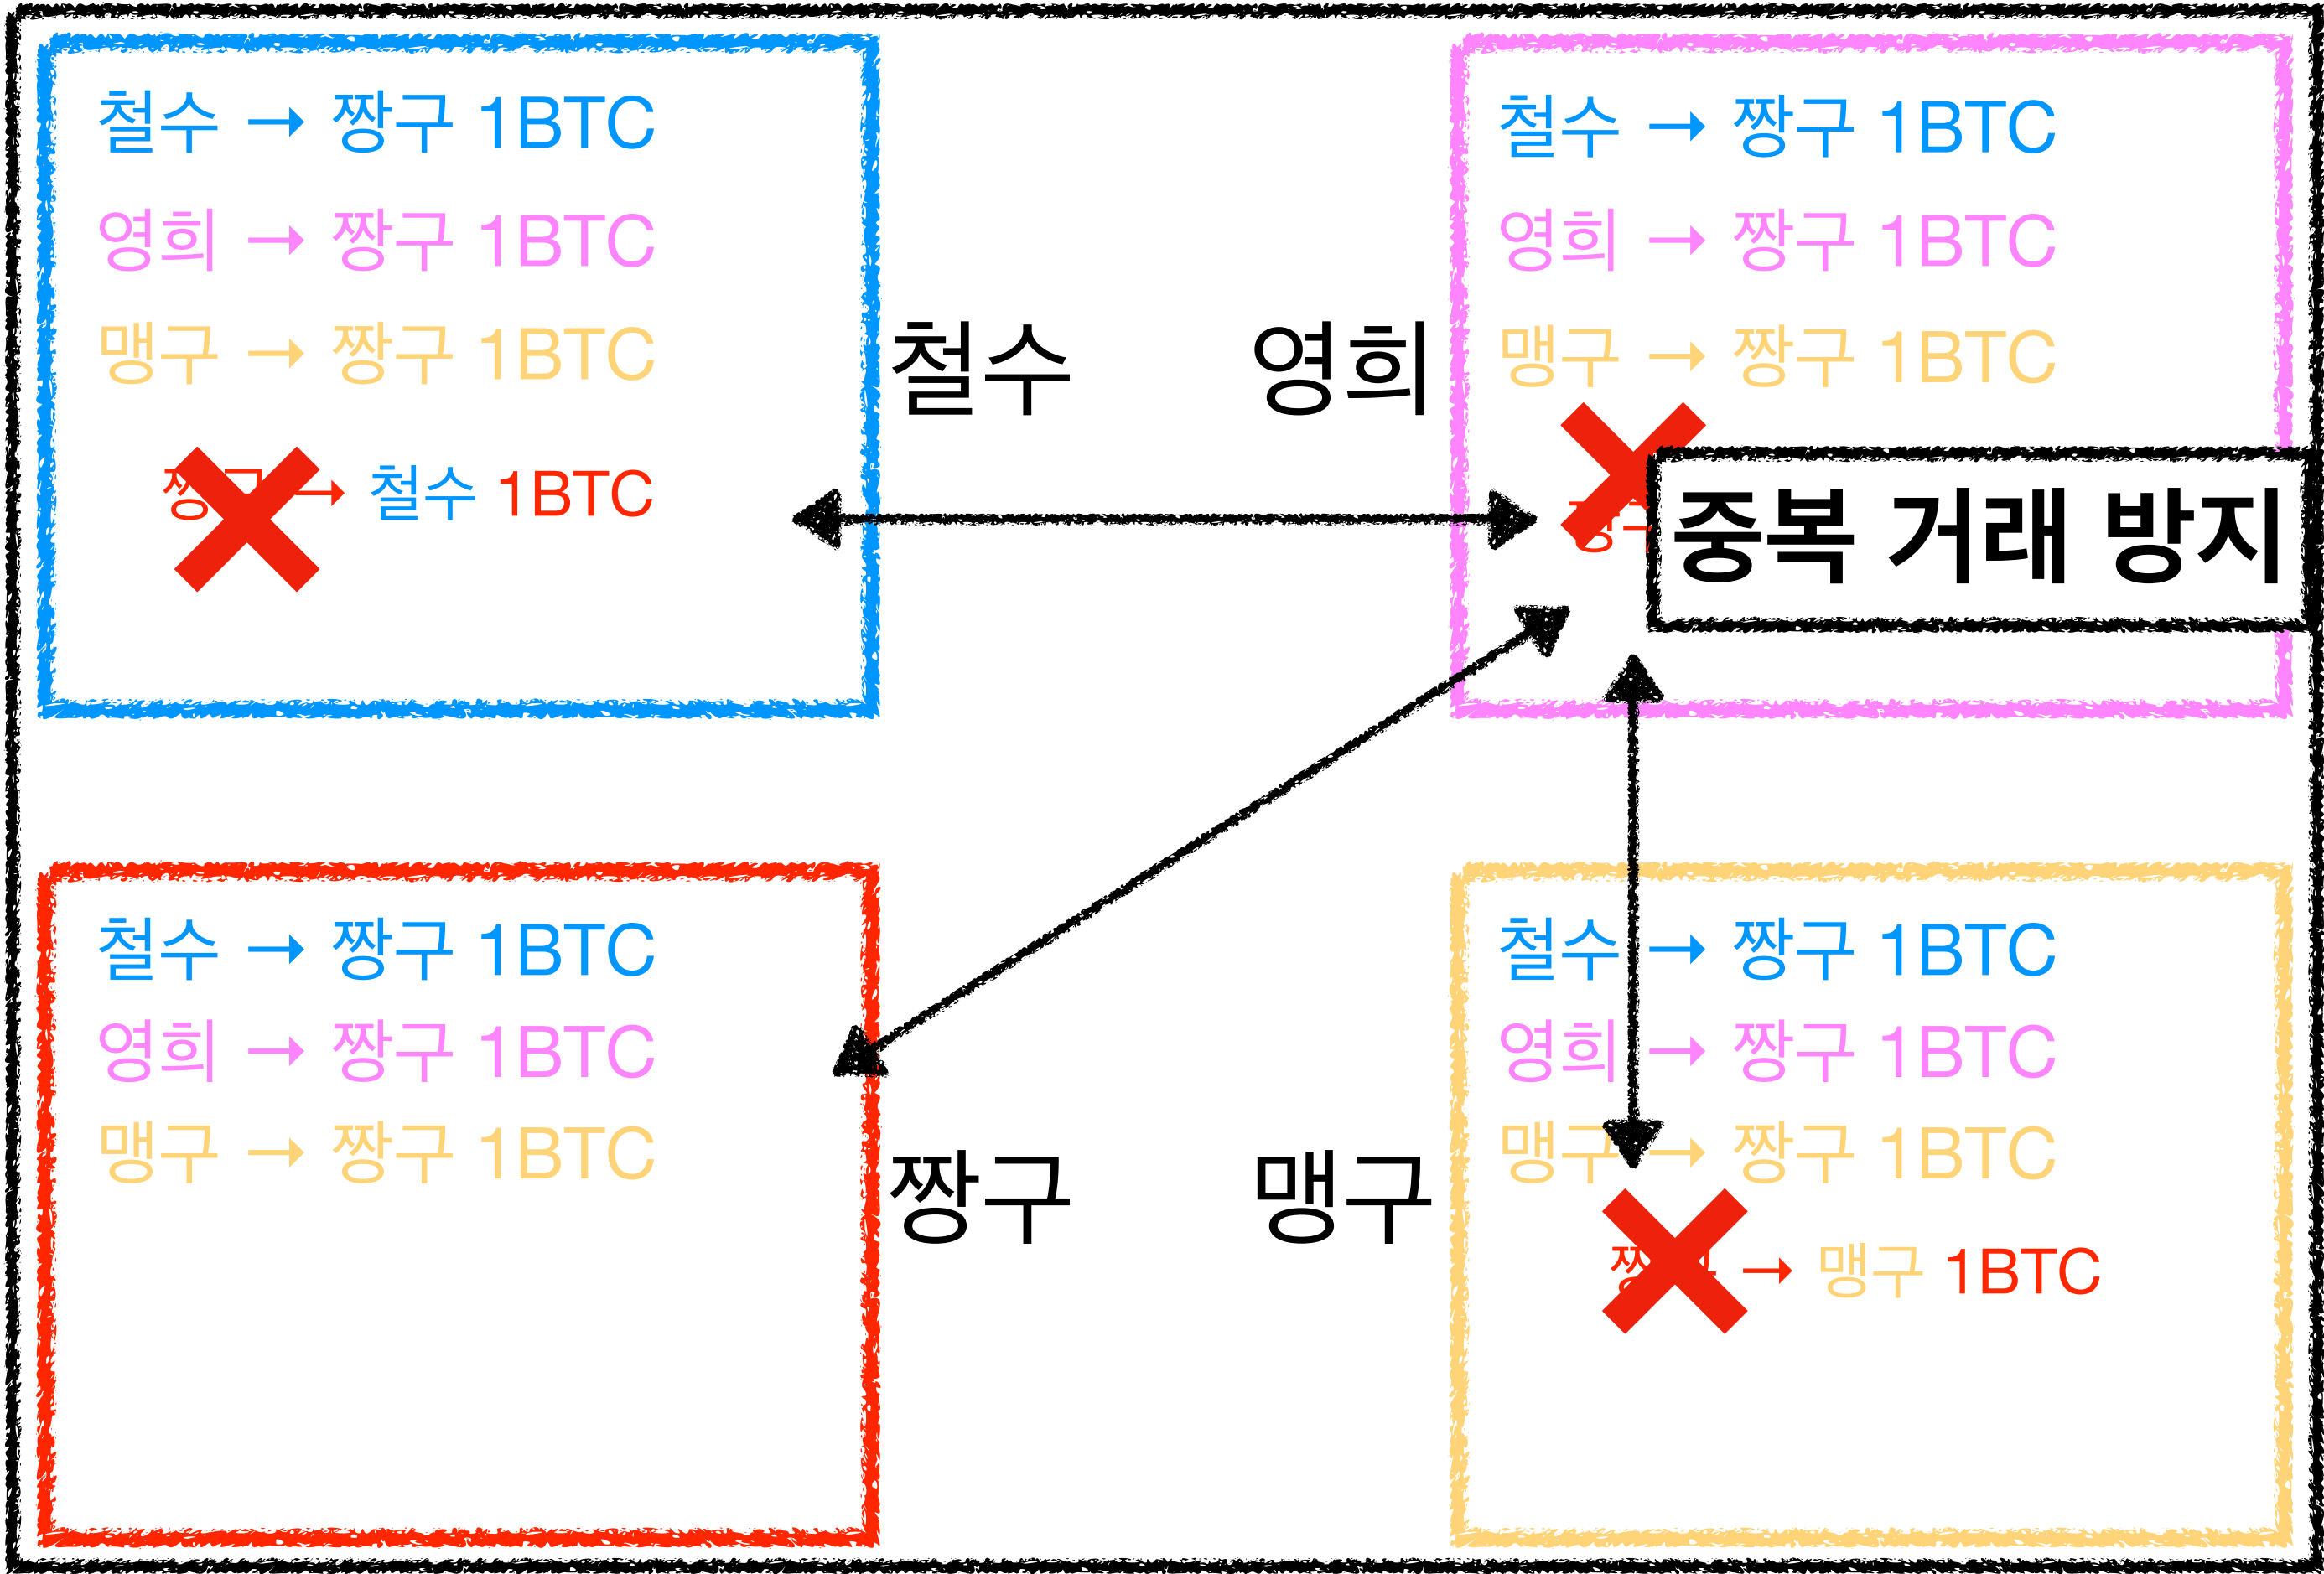 철수 → 짱구 1BTC
영희 → 짱구 1BTC
맹구 → 짱구 1BTC
→ 철수 1BTC
철수
영희
철수 → 짱구 1BTC
영희 → 짱구 1BTC
맹구 → 짱구 1BTC
중복 거래 방지
철수 → 짱구 1BTC
영희 → 짱구 1BTC
맹구 → 짱구 1BTC
짱구
맹구
철수 → 짱구 1BTC
영희 → 짱구 1BTC
맹구 → 짱구 1BTC
→ 맹구 1BTC